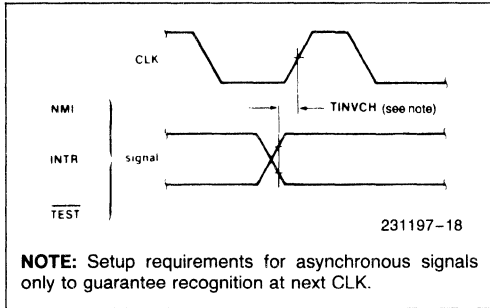 CLK
NMI
TINVCH (see note)
INTR
signal
TEST
231197-18
NOTE: Setup requirements for asynchronous signals
only to guarantee recognition at next CLK.